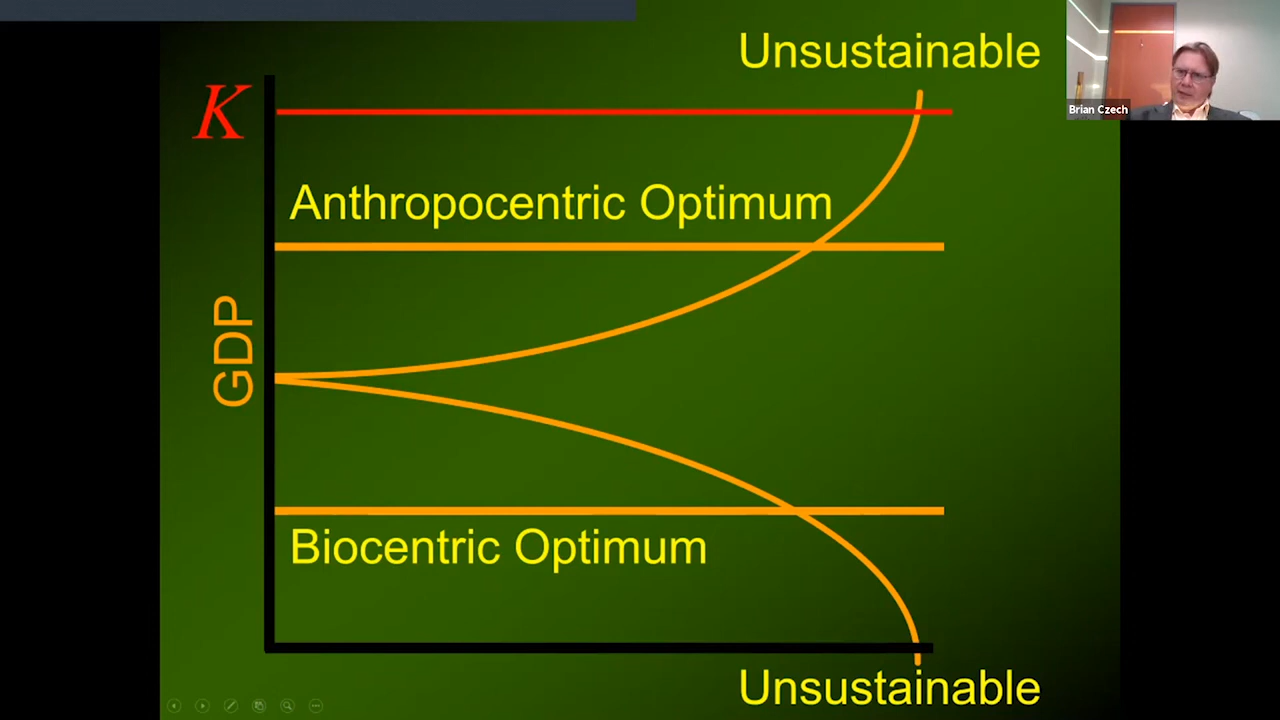 Unsustainable
K
Brian Czech
Anthropocentric Optimum
GDP
Biocentric Optimum
Unsustainable